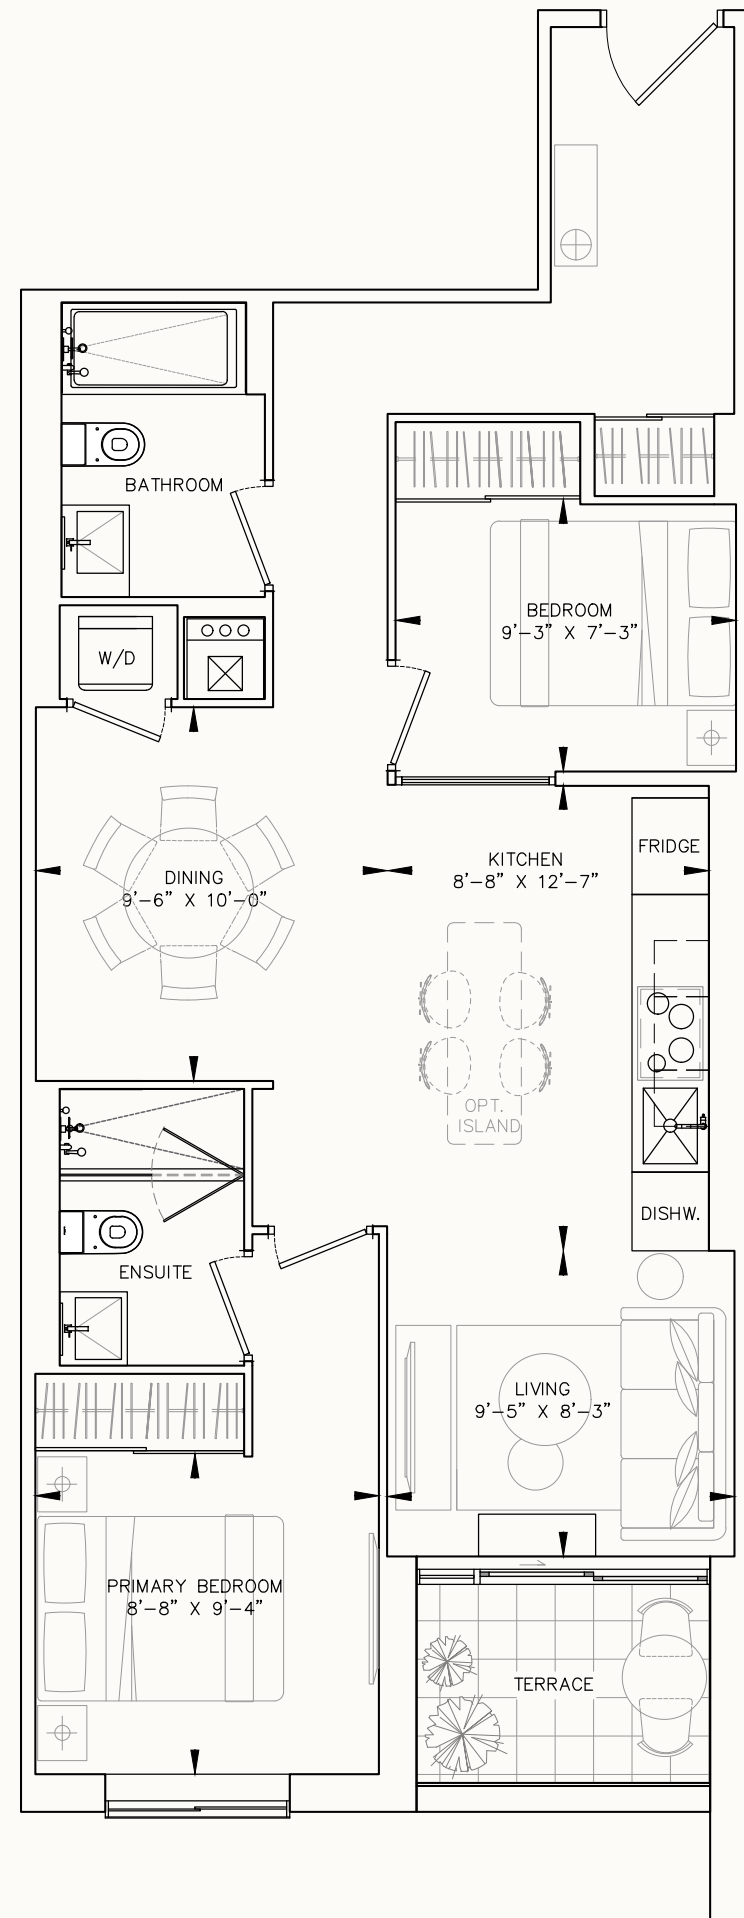 BATHROOM
BEDROOM
9'-3" X 7'-3"
W/D
FRIDGE
KITCHEN
8'-8" X 12'-7"
DINING
9'-6" X 10'-0"
OPT.
ISLAND
DISHW.
ENSUITE
LIVING
9'-5" X 8'-3"
PRIMARY BEDROOM
8'-8" X 9'-4"
TERRACE